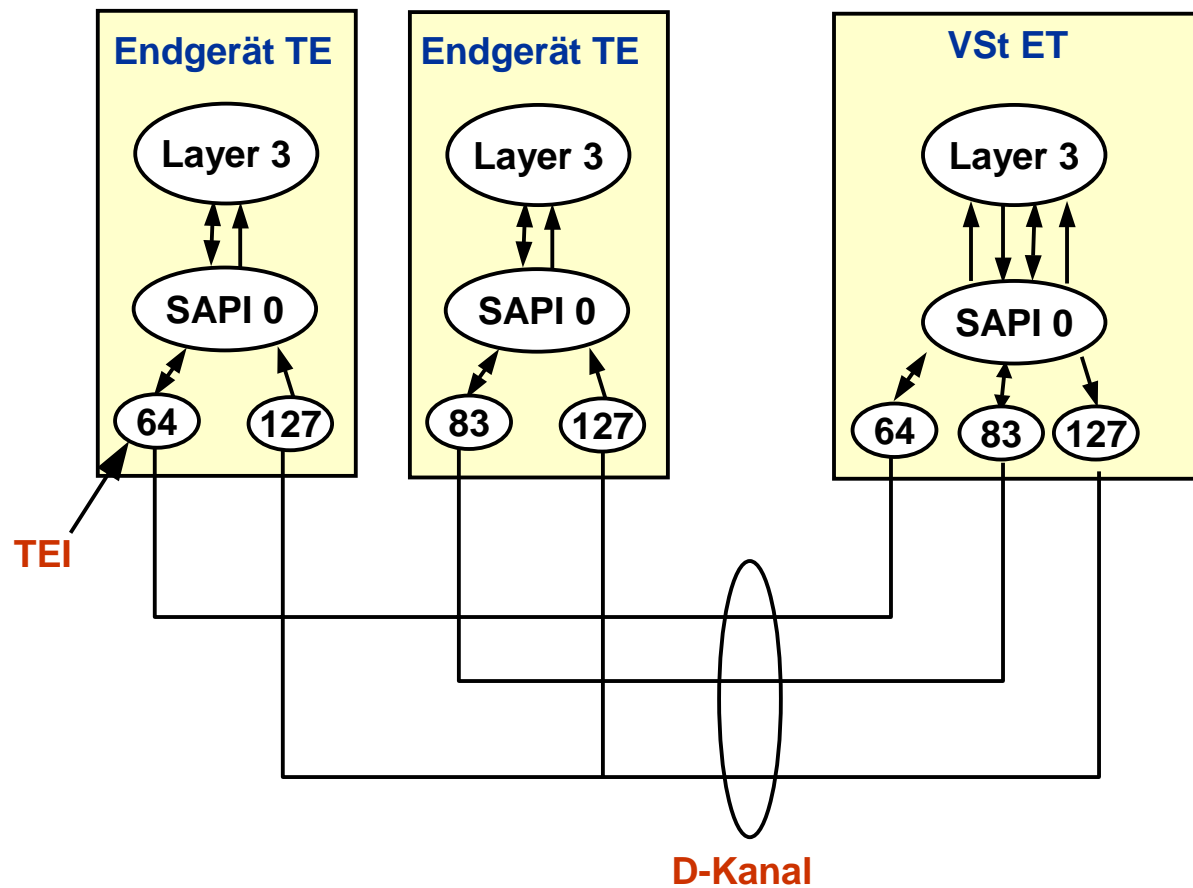 Endgerät TE
Endgerät TE
VSt ET
Layer 3
Layer 3
Layer 3
SAPI 0
SAPI 0
SAPI 0
64
127
83
127
64
83
127
TEI
D-Kanal